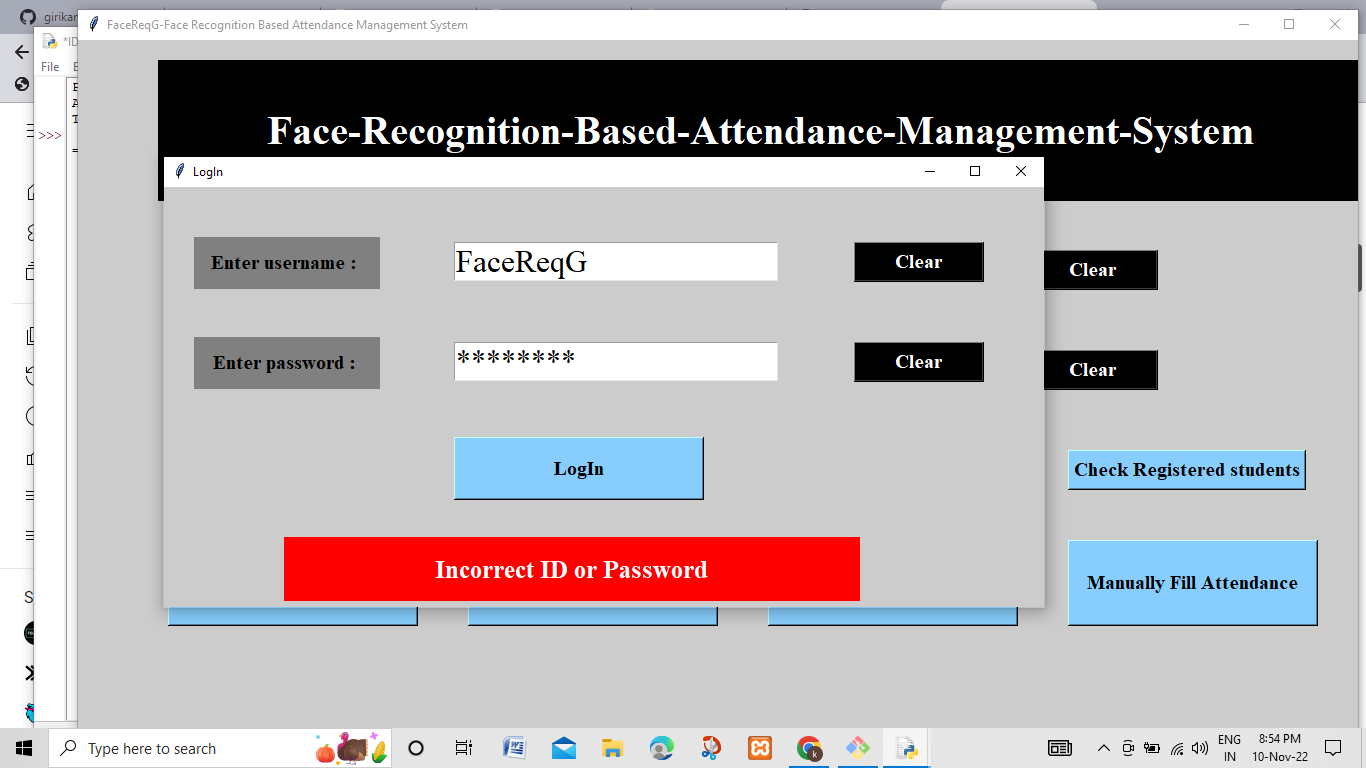 girikar
FaceReqG-Face Recognition Based Attendance Management System
*ID
File
>>>
Face-Recognition-Based-Attendance-Management-System
LogIn
Enter username :
FaceReqG
Clear
Clear
Enter password :
********
Clear
Clear
LogIn
Check Registered students
Incorrect ID or Password
Manually Fill Attendance
Type here to search
ENG
IN
8:54 PM
10-Nov-22